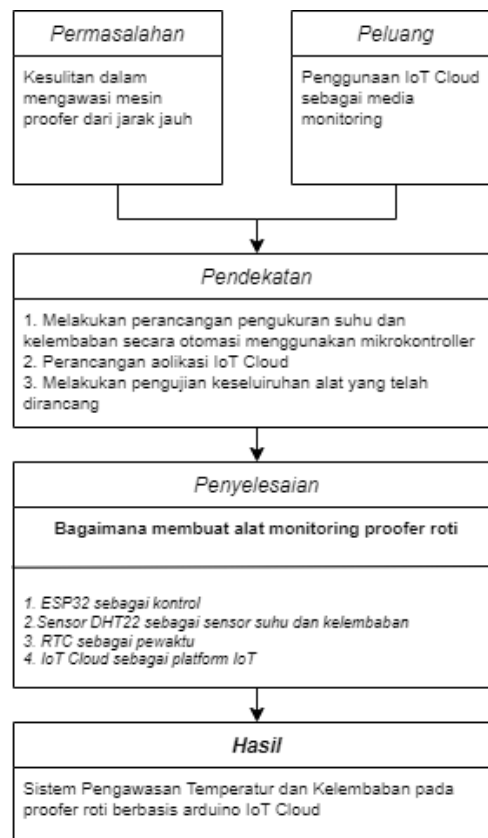 Permasalahan
Kesulitan dalam
mengawasi mesin
proofer dari jarak jauh
Peluang
Penggunaan IoT Cloud
sebagai media
monitoring
Pendekatan
1. Melakukan perancangan pengukuran suhu dan
kelembaban secara otomasi menggunakan mikrokontroller
2. Perancangan aolikasi IoT Cloud
3. Melakukan pengujian keseluiruhan alat yang telah
dirancang
Penyelesaian
Bagaimana membuat alat monitoring proofer roti
1. ESP32 sebagai kontrol
2.Sensor DHT22 sebagai sensor suhu dan kelembaban
3. RTC sebagai pewaktu
4. IoT Cloud sebagai platform IoT
Hasil
Sistem Pengawasan Temperatur dan Kelembaban pada
proofer roti berbasis arduino IoT Cloud